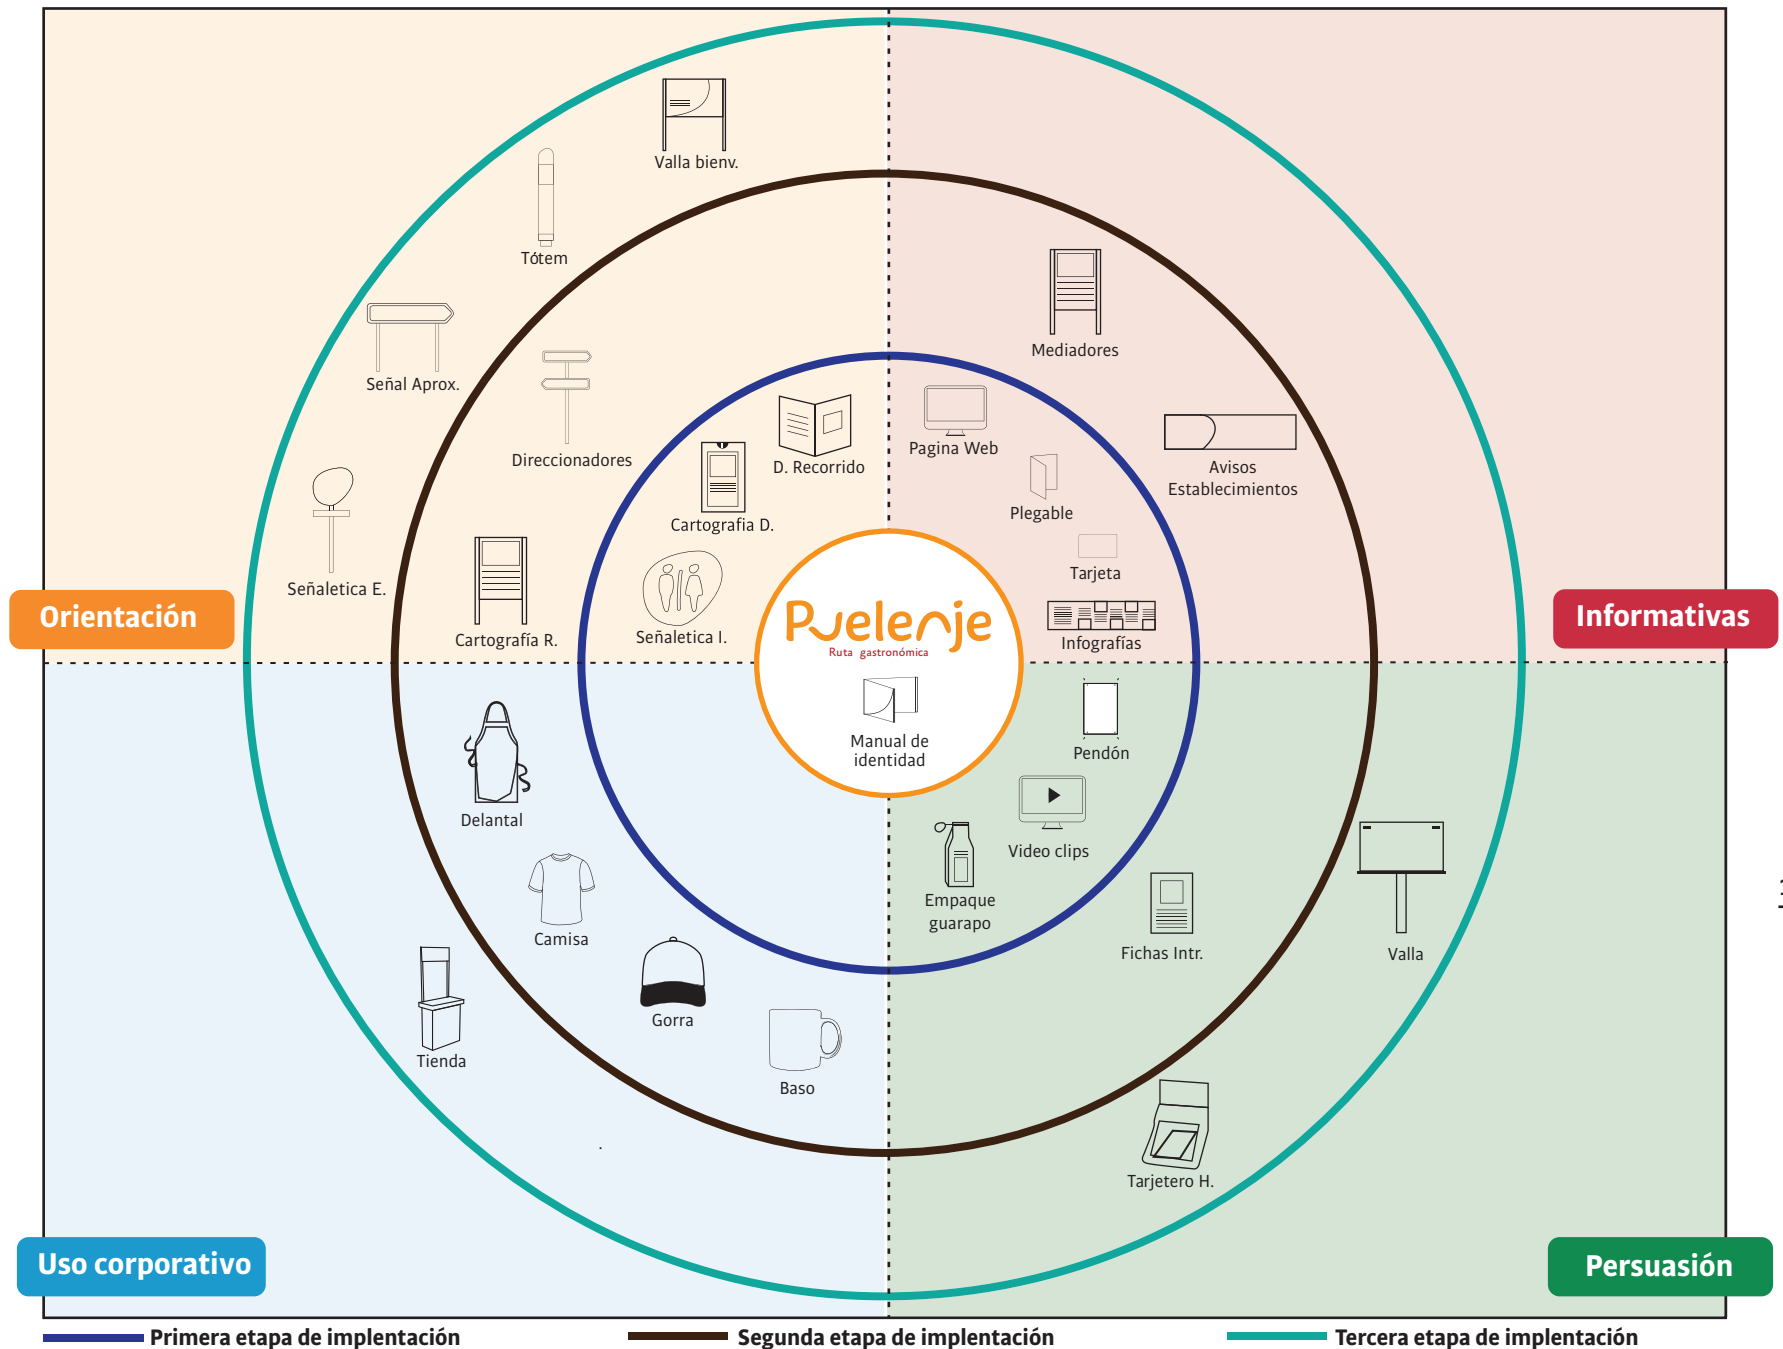 Valla bienv.
Tótem
Señal Aprox.
Direccionadores
D. Recorrido
Cartografia D.
Señaletica E.
Cartografía R.
Señaletica I.
Orientación
Mediadores
Pagina Web
Avisos
Establecimientos
Plegable
Tarjeta
Infografías
Informativas
Puelenje
Ruta gastronómica
Manual de
identidad
Delantal
Camisa
Gorra
Tienda
Baso
Uso corporativo
Pendón
Video clips
Empaque
guarapo
Fichas Intr.
Valla
Tarjetero H.
Persuasión
Primera etapa de implentación
Segunda etapa de implentación
Tercera etapa de implentación